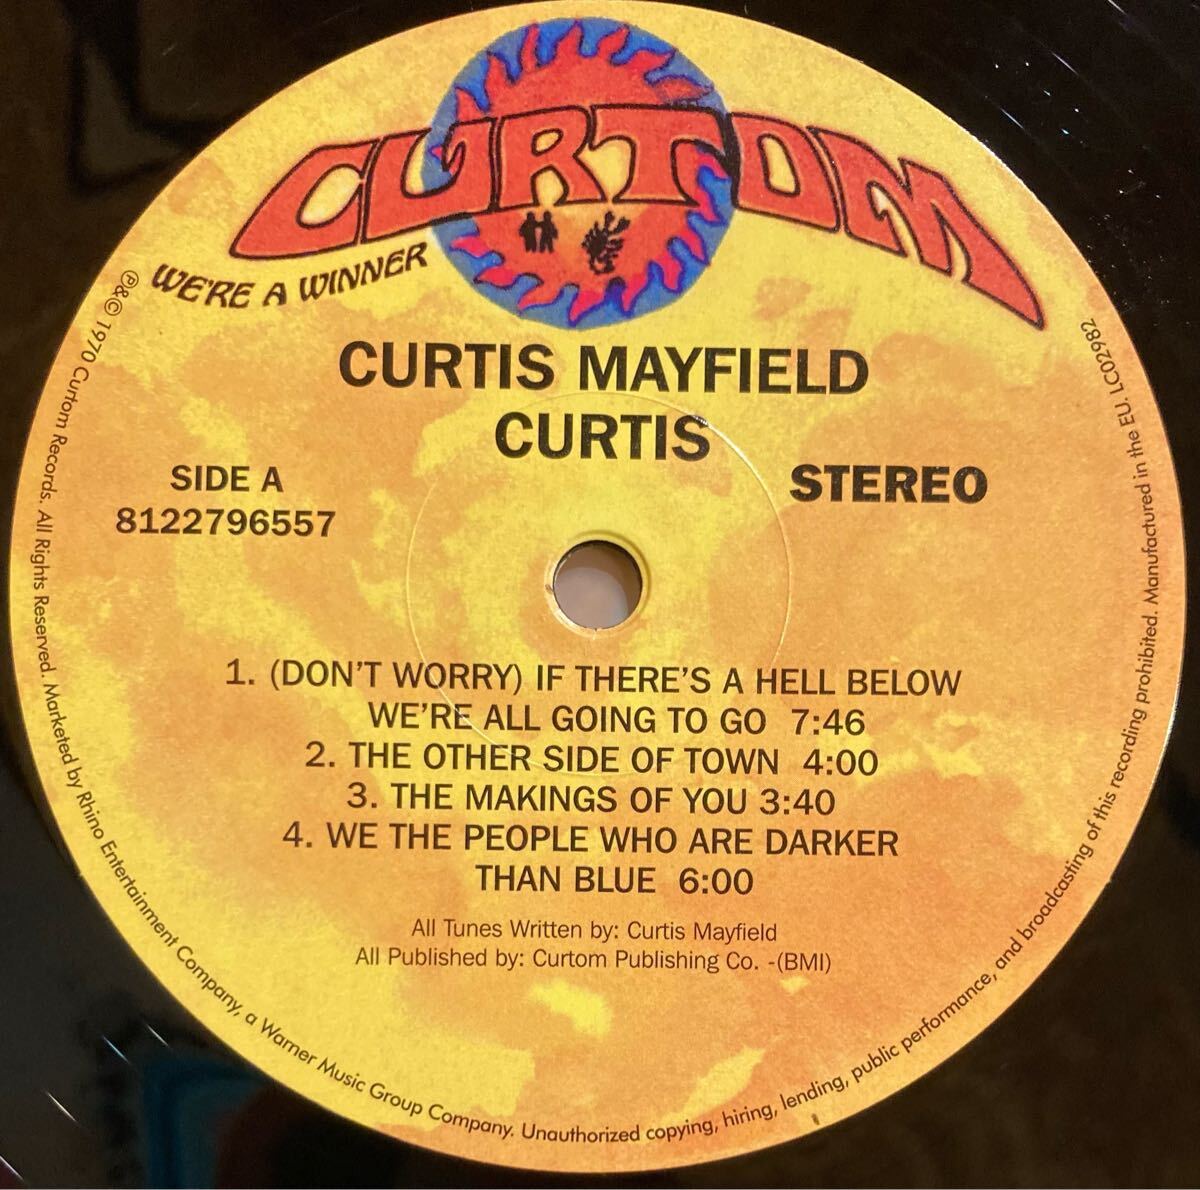 CURTOM
WE'RE A WINNER
CURTIS MAYFIELD
CURTIS
SIDE A
8122796557
STEREO
1. (DON'T WORRY) IF THERE'S A HELL BELOW
WE'RE ALL GOING TO GO 7:46
2. THE OTHER SIDE OF TOWN 4:00
3. THE MAKINGS OF YOU 3:40
4. WE THE PEOPLE WHO ARE DARKER
THAN BLUE 6:00
All Tunes Written by: Curtis Mayfield
All Published by: Curtom Publishing Co. -(BMI)
℗&© 1970 Curtom Records. All Rights Reserved. Marketed by Rhino Entertainment Company, a Warner Music Group Company. Unauthorized copying, hiring, lending, public performance, and broadcasting of this recording prohibited. Manufactured in the EU. LC02982